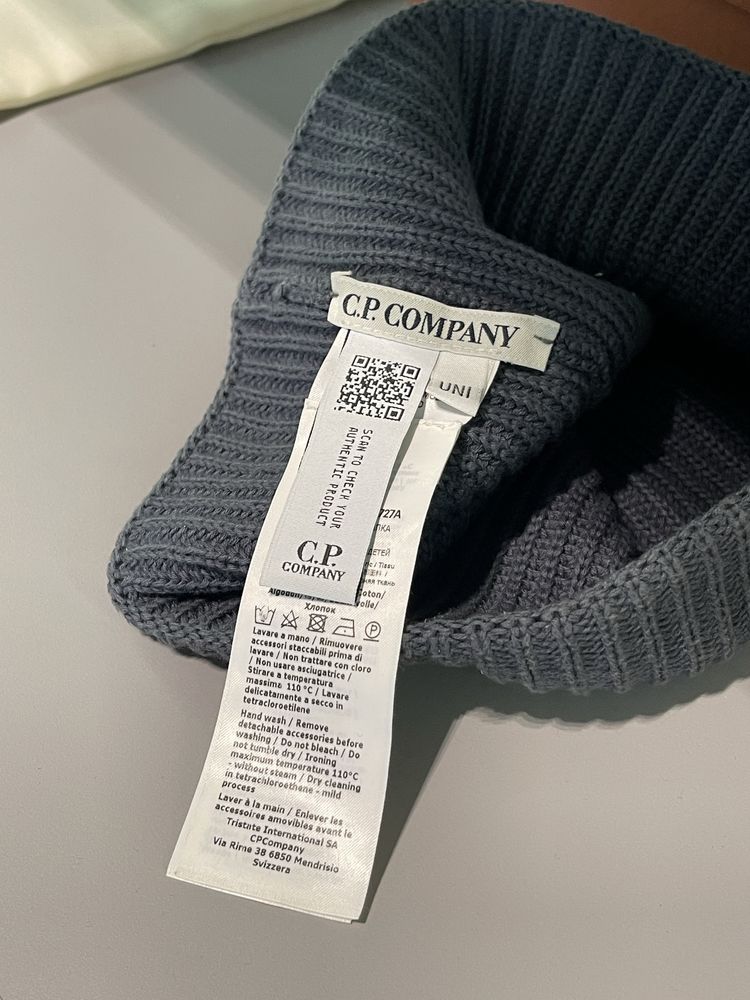 C.P. COMPANY
UNI
SCAN TO CHECK YOUR
AUTHENTIC PRODUCT
C.P.
COMPANY
727A
ДЕТЕЙ
/ Tissu
Хлопок
Lavare a mano / Rimuovere
accessori staccabili prima di
lavare / Non trattare con cloro
/ Non usare asciugatrice /
Stirare a temperatura
massima 110 °C / Lavare
delicatamente a secco in
tetracloroetilene
Hand wash / Remove
detachable accessories before
washing / Do not bleach / Do
not tumble dry / Ironing
maximum temperature 110°C
- without steam / Dry cleaning
in tetrachloroethene - mild
process
Laver à la main / Enlever les
accessoires amovibles avant le
Tristate International SA
CPCompany
Via Rime 38 6850 Mendrisio
Svizzera